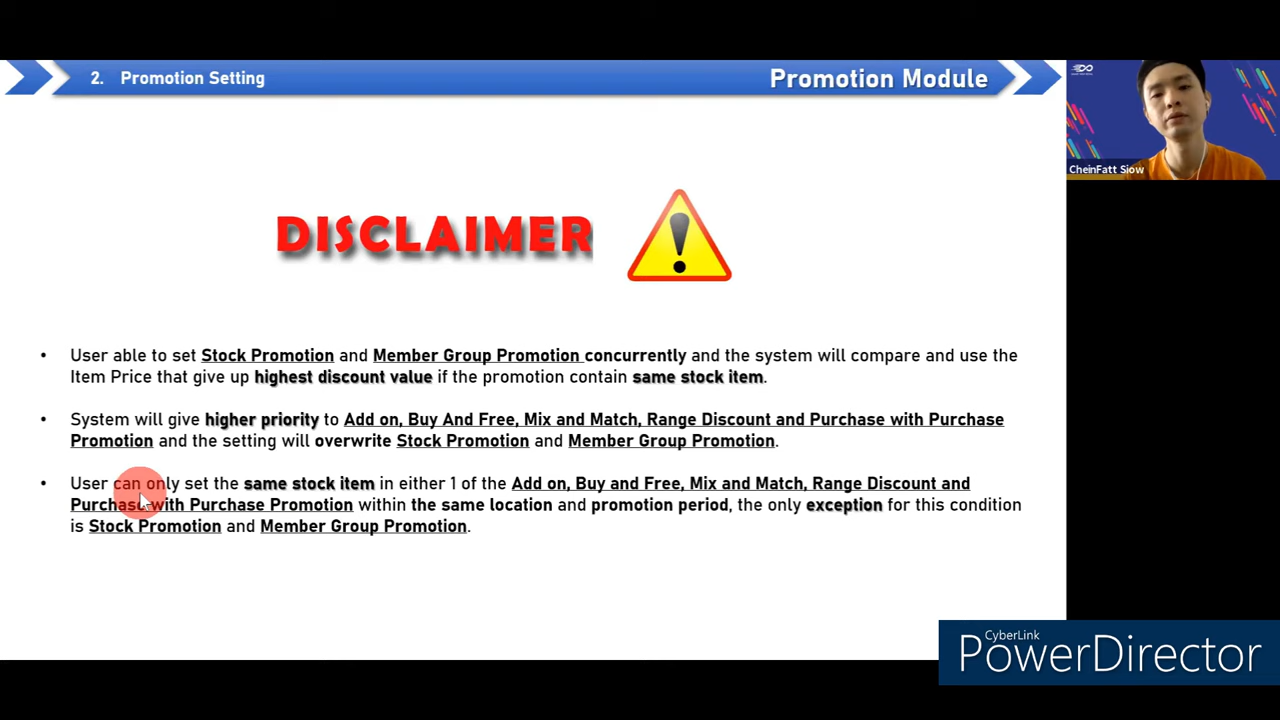 2. Promotion Setting
Promotion Module
CheinFatt Siow
DISCLAIMER
• User able to set Stock Promotion and Member Group Promotion concurrently and the system will compare and use the
Item Price that give up highest discount value if the promotion contain same stock item.
• System will give higher priority to Add on, Buy And Free, Mix and Match, Range Discount and Purchase with Purchase
Promotion and the setting will overwrite Stock Promotion and Member Group Promotion.
• User can only set the same stock item in either 1 of the Add on, Buy and Free, Mix and Match, Range Discount and
Purchase with Purchase Promotion within the same location and promotion period, the only exception for this condition
is Stock Promotion and Member Group Promotion.
CyberLink
PowerDirector